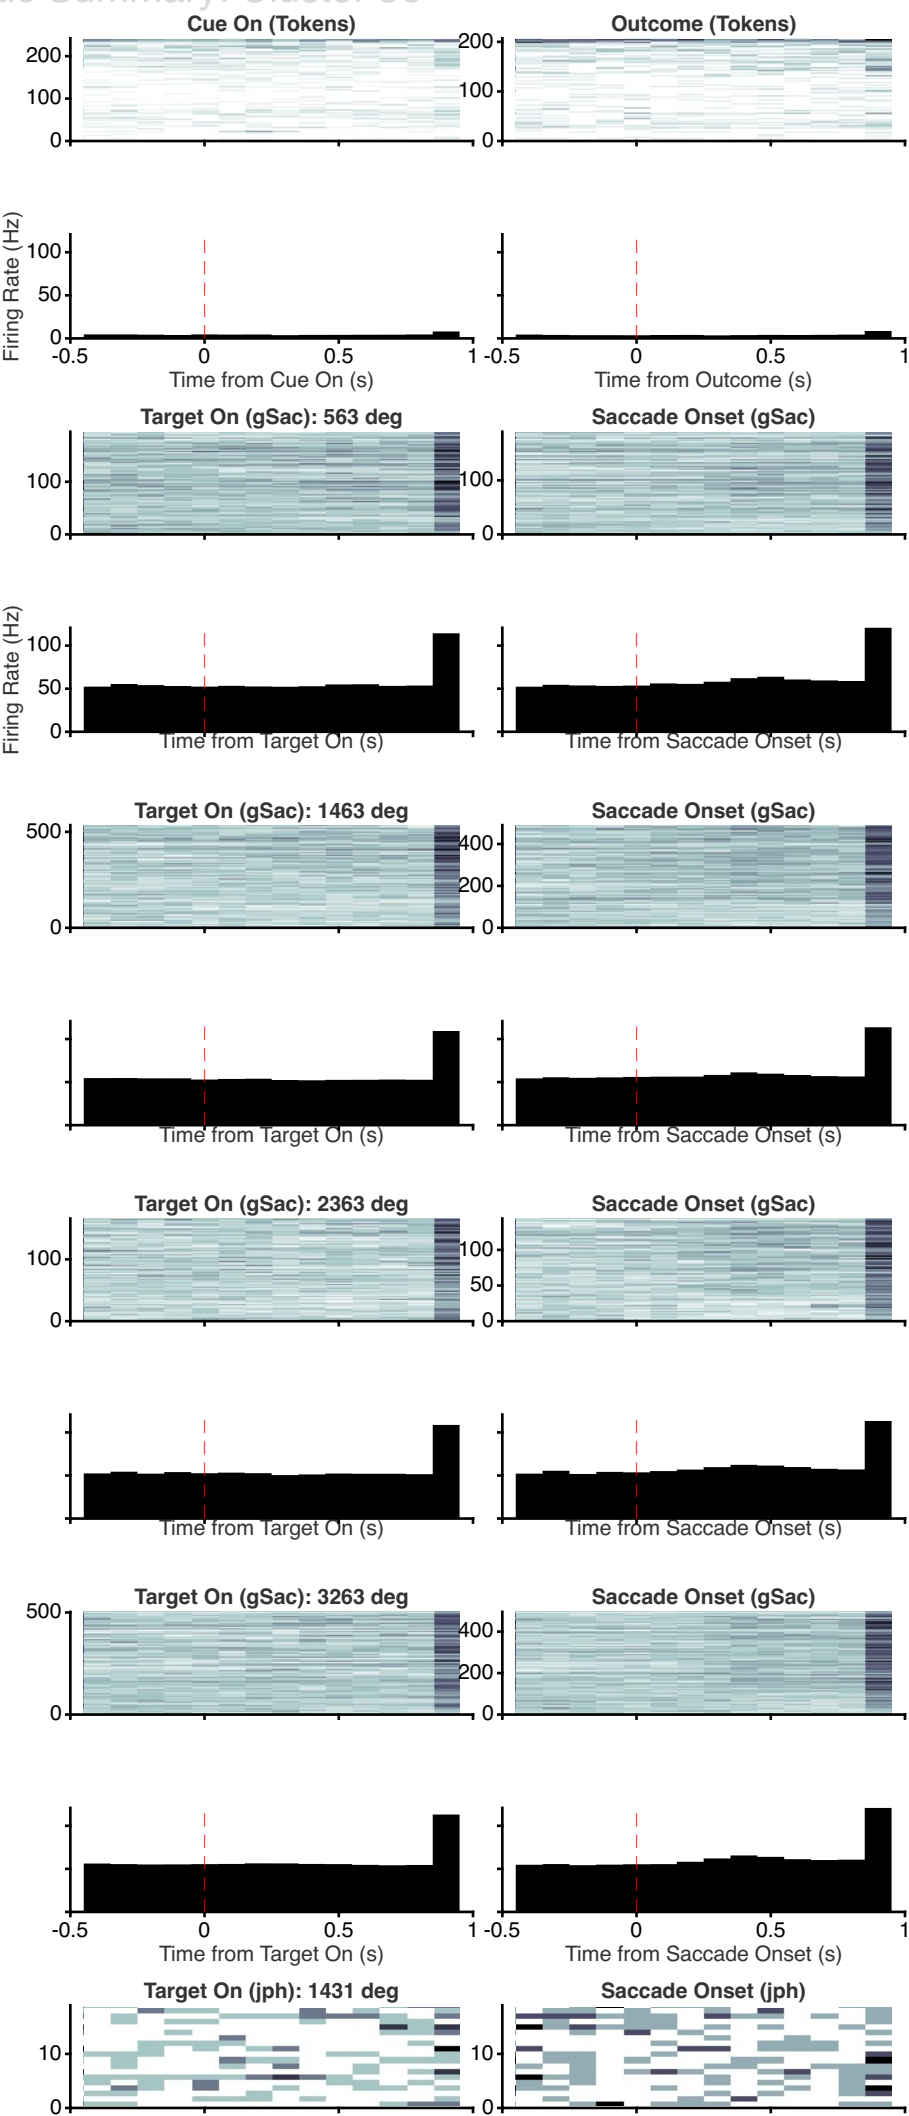 Summary: Cluster
Cue On (Tokens) Outcome (Tokens)
200 200
100 100
0 0
Firing Rate (Hz)
100
50
0
-0.5 0 0.5 1 -0.5 0 0.5 1
Time from Cue On (s) Time from Outcome (s)
Target On (gSac): 563 deg Saccade Onset (gSac)
100 100
0 0
Firing Rate (Hz)
100
50
0
Time from Target On (s) Time from Saccade Onset (s)
Target On (gSac): 1463 deg Saccade Onset (gSac)
500 400
200
0 0
Time from Target On (s) Time from Saccade Onset (s)
Target On (gSac): 2363 deg Saccade Onset (gSac)
100 100
50
0 0
Time from Target On (s) Time from Saccade Onset (s)
Target On (gSac): 3263 deg Saccade Onset (gSac)
500 400
200
0 0
-0.5 0 0.5 1 -0.5 0 0.5 1
Time from Target On (s) Time from Saccade Onset (s)
Target On (jph): 1431 deg Saccade Onset (jph)
10 10
0 0